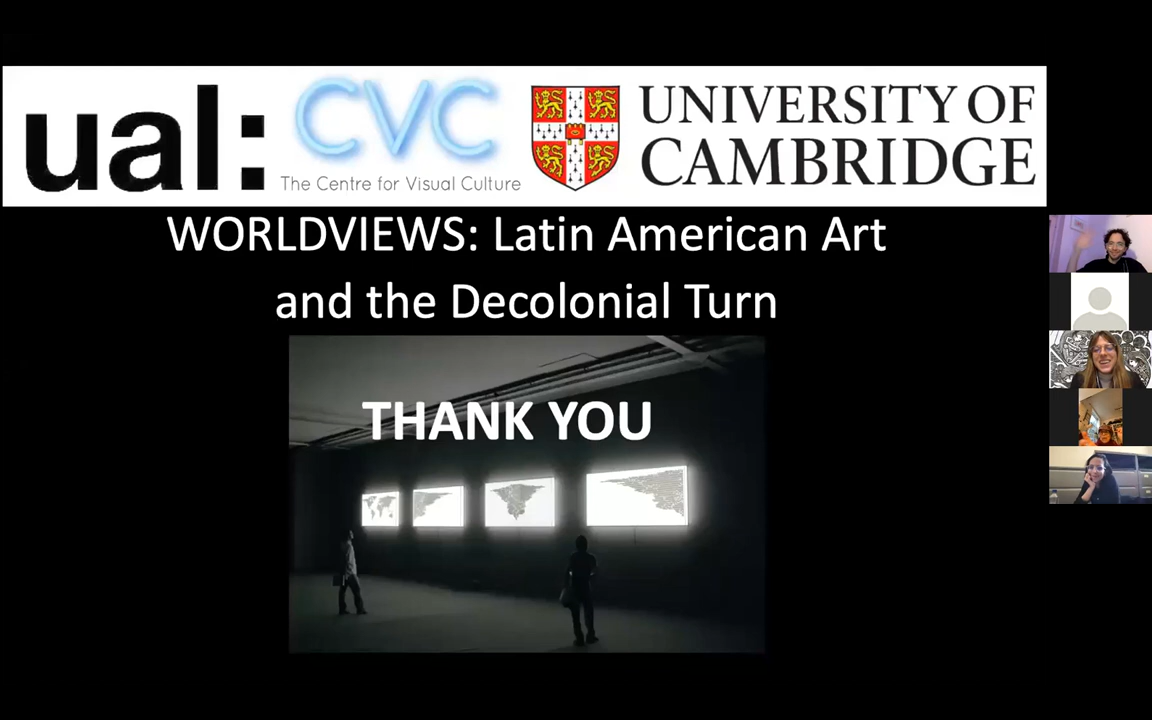 ual:
CVC
The Centre for Visual Culture
UNIVERSITY OF
CAMBRIDGE
WORLDVIEWS: Latin American Art
and the Decolonial Turn
THANK YOU